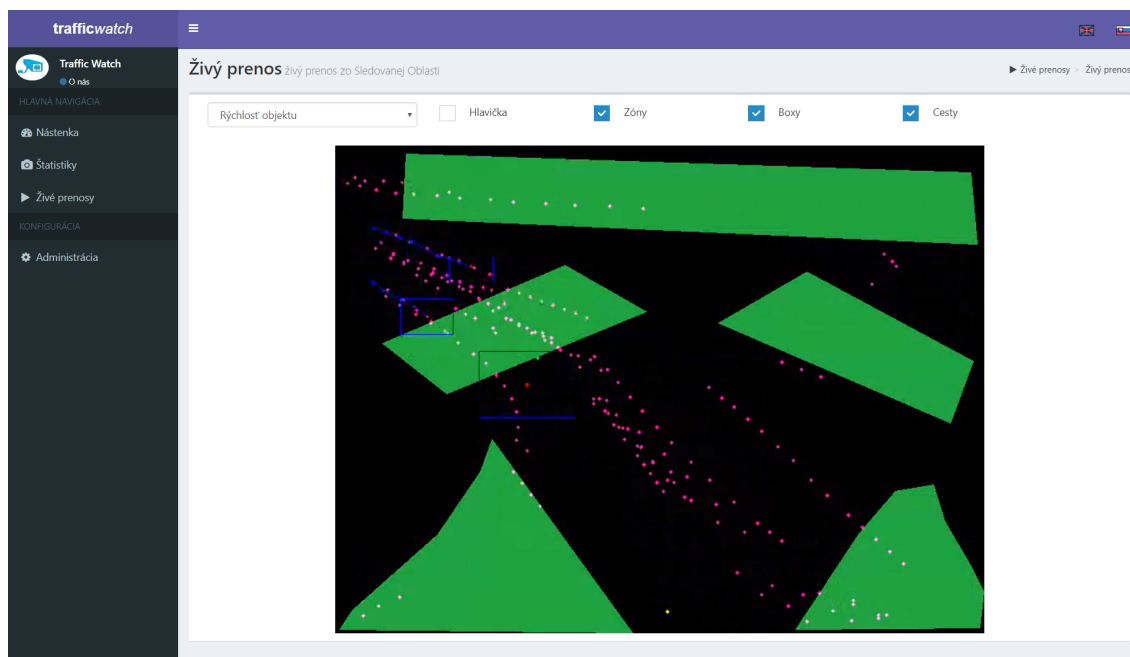 trafficwatch
Traffic Watch
O nás
HLAVNÁ NAVIGÁCIA
Nástenka
Štatistiky
Živé prenosy
KONFIGURÁCIA
Administrácia
Živý prenos živý prenos zo Sledovanej Oblasti
Živé prenosy > Živý prenos
Rýchlosť objektu
Hlavička
Zóny
Boxy
Cesty